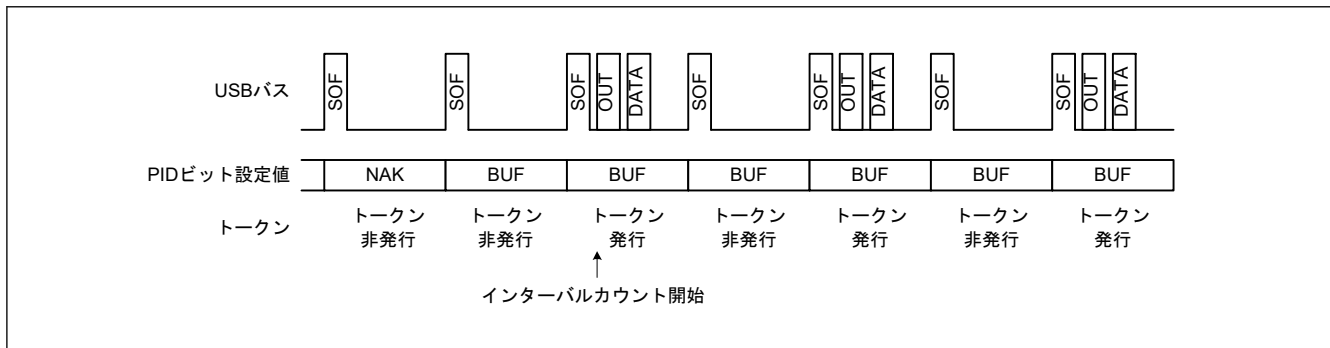 USBバス
SOF
SOF
SOF
OUT
DATA
SOF
SOF
OUT
DATA
SOF
SOF
OUT
DATA
PIDビット設定値
NAK
BUF
BUF
BUF
BUF
BUF
BUF
トークン
トークン
非発行
トークン
非発行
トークン
発行
トークン
非発行
トークン
発行
トークン
非発行
トークン
発行
インターバルカウント開始